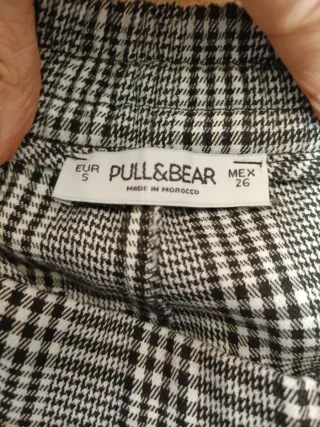 EUR
S
PULL&BEAR
MADE IN MOROCCO
MEX
26